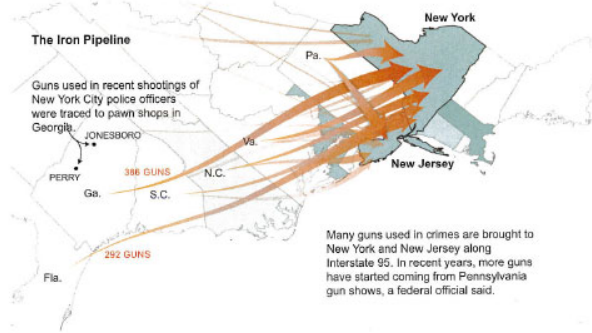 New York
The Iron Pipeline
Pa.
Guns used in recent shootings of
New York City police officers
were traced to pawn shops in
Georgia.
JONESBORO
Va.
PERRY
386 GUNS
N.C.
New Jersey
Ga.
S.C.
Many guns used in crimes are brought to
New York and New Jersey along
Interstate 95. In recent years, more guns
have started coming from Pennsylvania
gun shows, a federal official said.
292 GUNS
Fla.